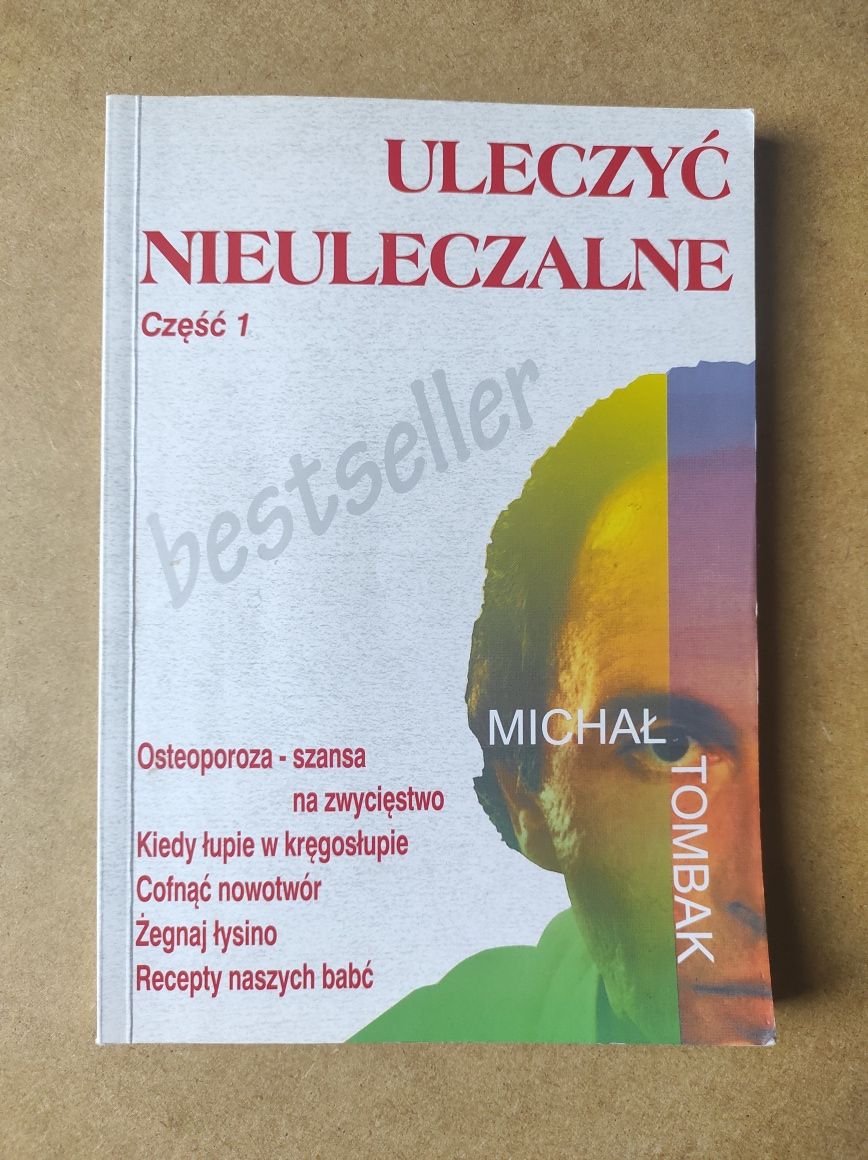 ULECZYĆ
NIEULECZALNE
Część 1
bestseller
MICHAŁ
TOMBAK
Osteoporoza - szansa
na zwycięstwo
Kiedy łupie w kręgosłupie
Cofnąć nowotwór
Żegnaj łysino
Recepty naszych babć